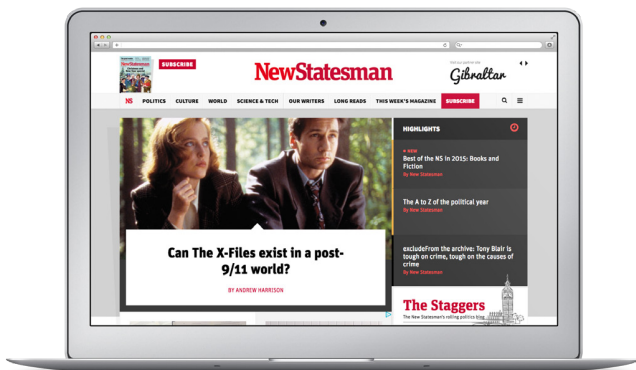 SUBSCRIBE
NewStatesman
Gibraltar
NS POLITICS CULTURE WORLD SCIENCE & TECH OUR WRITERS LONG READS THIS WEEK'S MAGAZINE SUBSCRIBE
HIGHLIGHTS
NEW
Best of the NS in 2015: Books and
Fiction
By New Statesman
The A to Z of the political year
By New Statesman
excludeFrom the archive: Tony Blair is
tough on crime, tough on the causes of
crime
By New Statesman
Can The X-Files exist in a post-
9/11 world?
BY ANDREW HARRISON
The Staggers
The New Statesman's rolling politics blog